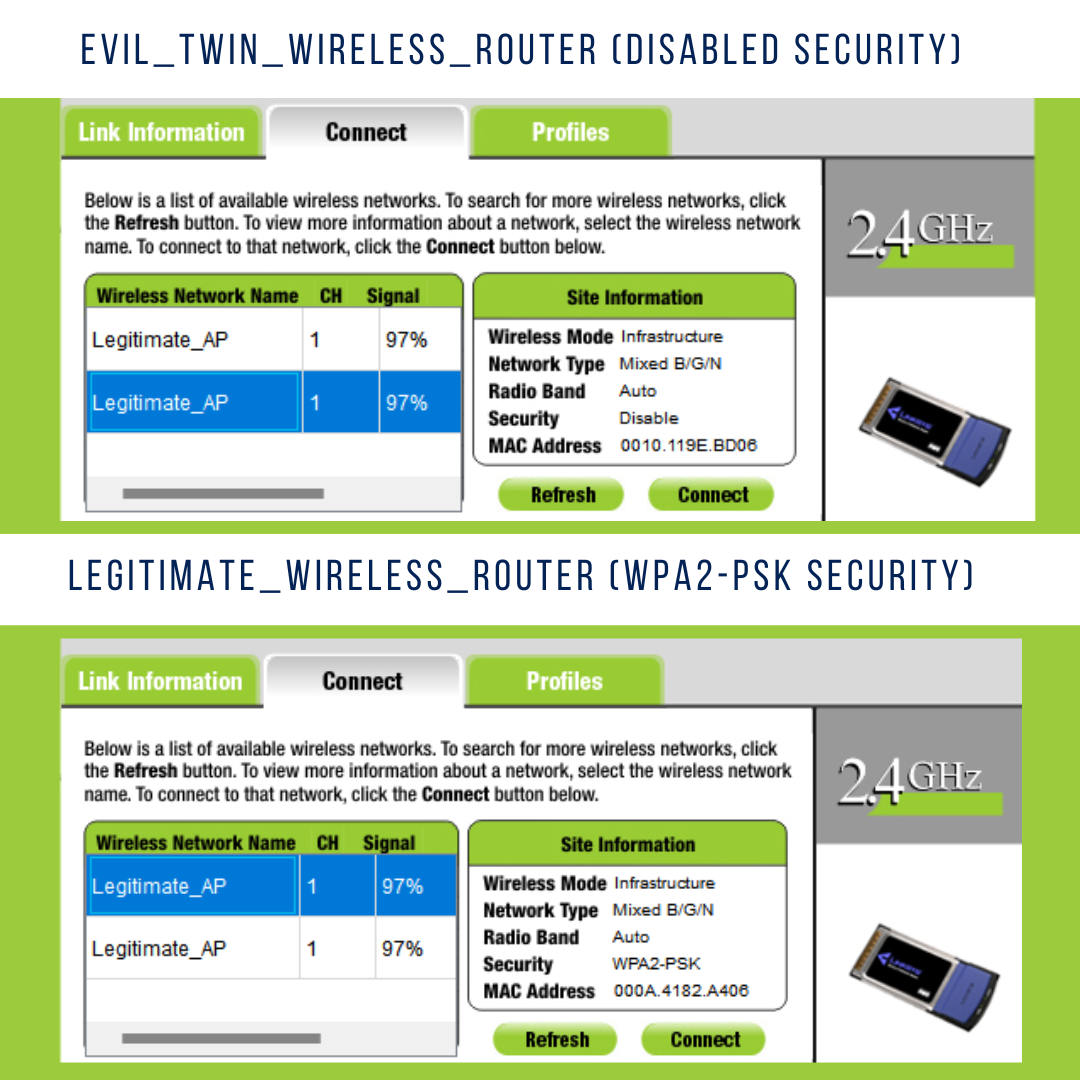 EVIL_TWIN_WIRELESS_ROUTER (DISABLED SECURITY)
Link Information Connect Profiles
Below is a list of available wireless networks. To search for more wireless networks, click
the Refresh button. To view more information about a network, select the wireless network
name. To connect to that network, click the Connect button below.
2.4GHz
Wireless Network Name CH Signal
Legitimate_AP 1 97%
Legitimate_AP 1 97%
Site Information
Wireless Mode Infrastructure
Network Type Mixed B/G/N
Radio Band Auto
Security Disable
MAC Address 0010.119E.BD06
Refresh Connect
LINKSYS
LEGITIMATE_WIRELESS_ROUTER (WPA2-PSK SECURITY)
Link Information Connect Profiles
Below is a list of available wireless networks. To search for more wireless networks, click
the Refresh button. To view more information about a network, select the wireless network
name. To connect to that network, click the Connect button below.
2.4GHz
Wireless Network Name CH Signal
Legitimate_AP 1 97%
Legitimate_AP 1 97%
Site Information
Wireless Mode Infrastructure
Network Type Mixed B/G/N
Radio Band Auto
Security WPA2-PSK
MAC Address 000A.4182.A406
Refresh Connect
LINKSYS